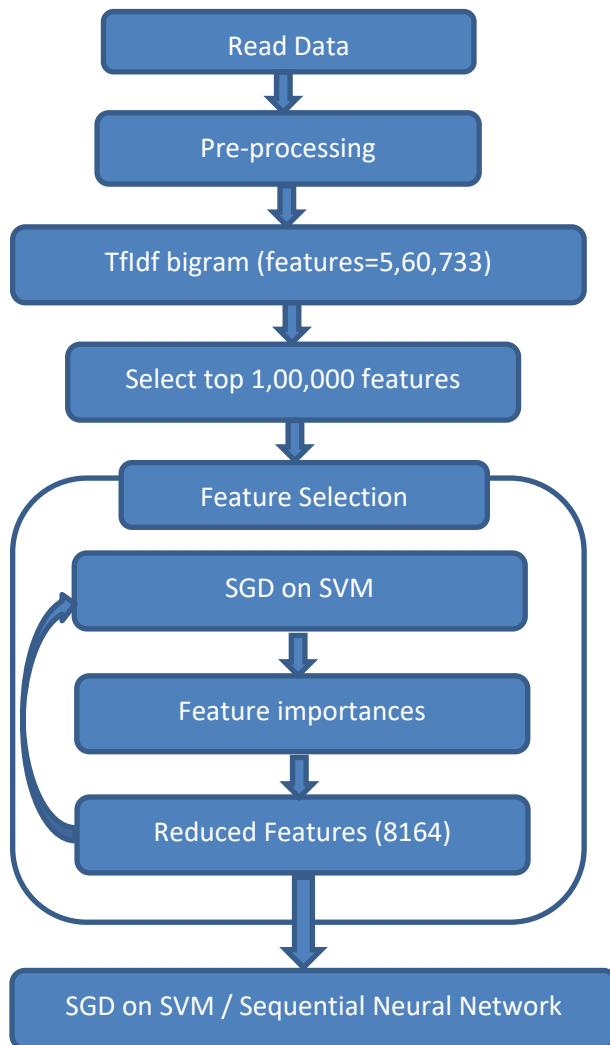 Read Data
Pre-processing
TfIdf bigram (features=5,60,733)
Select top 1,00,000 features
Feature Selection
SGD on SVM
Feature importances
Reduced Features (8164)
SGD on SVM / Sequential Neural Network